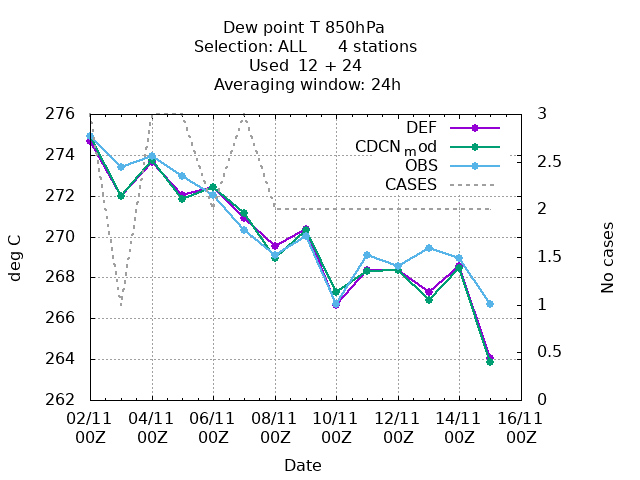 Dew point T 850hPa
Selection: ALL 4 stations
Used 12 + 24
Averaging window: 24h
276
274
272
270
268
266
264
262
3
2.5
2
1.5
1
0.5
0
DEF
CDCN_mod
OBS
CASES
deg C
No cases
02/11 04/11 06/11 08/11 10/11 12/11 14/11 16/11
00Z 00Z 00Z 00Z 00Z 00Z 00Z 00Z
Date